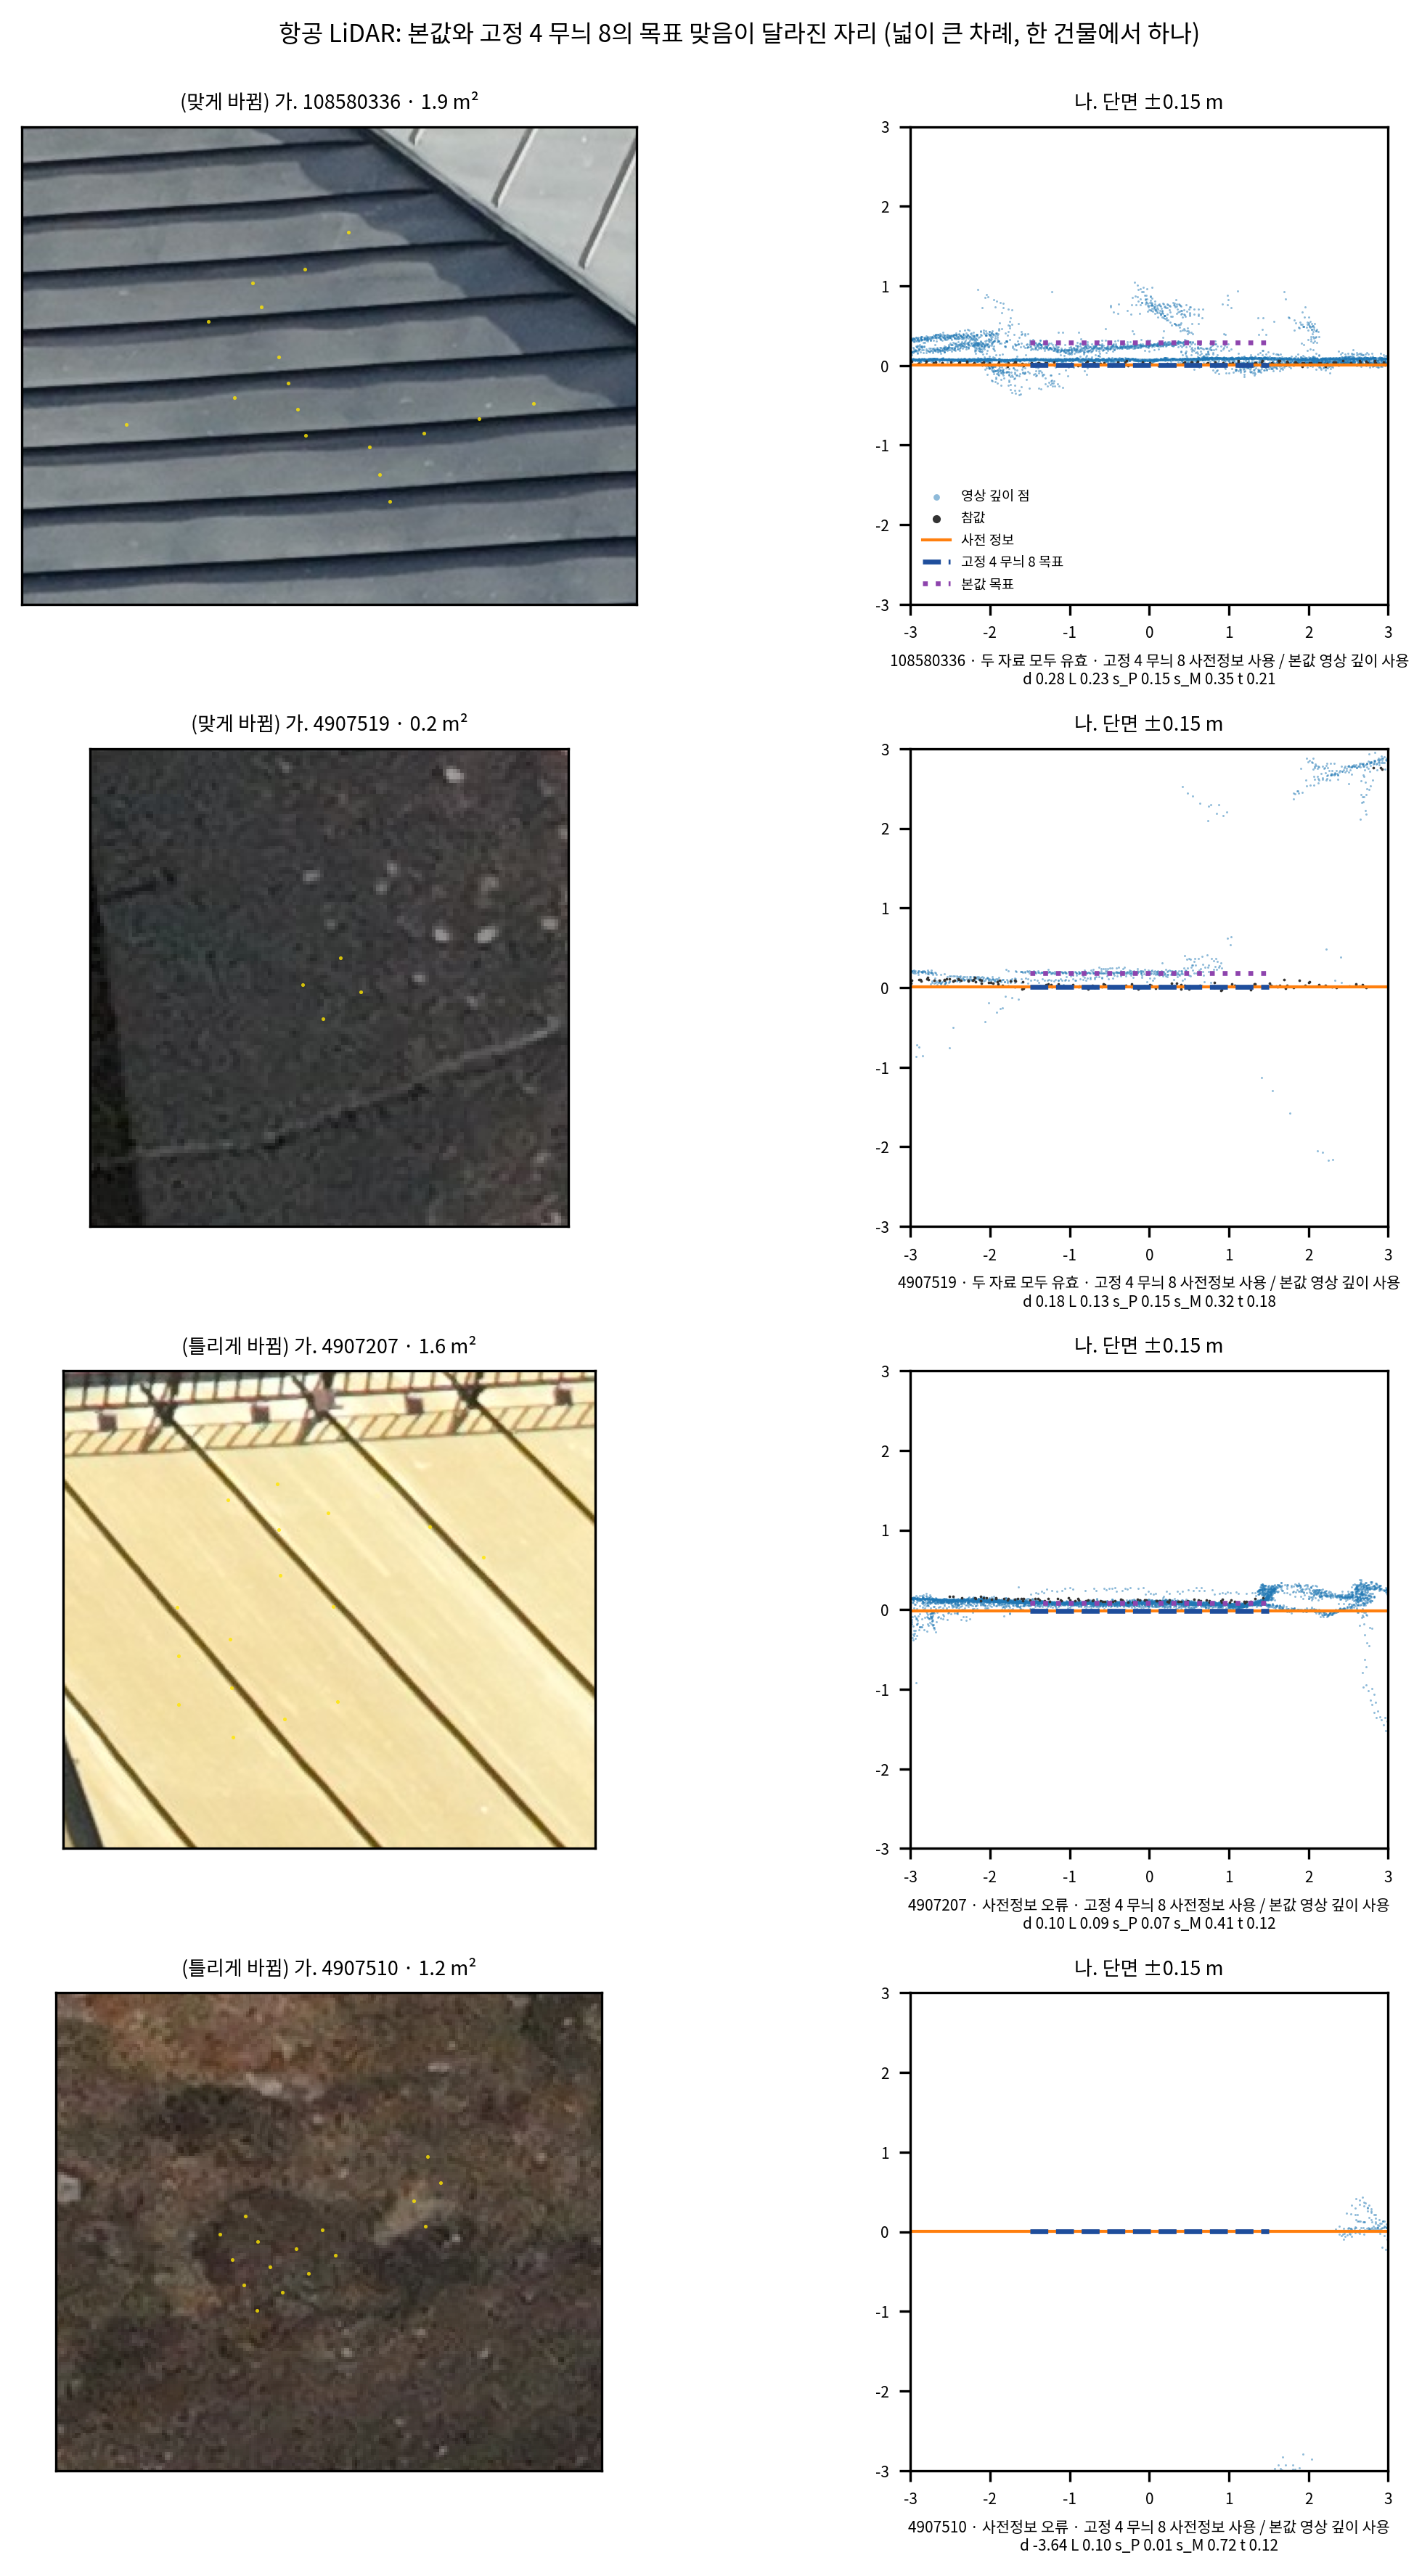 항공 LiDAR: 본값와 고정 4 무늬 8의 목표 맞음이 달라진 자리 (넓이 큰 차례, 한 건물에서 하나)
(맞게 바뀜) 가. 108580336 · 1.9 m²
나. 단면 ±0.15 m
3
2
1
0
-1
-2
-3
영상 깊이 점
참값
사전 정보
고정 4 무늬 8 목표
본값 목표
-3 -2 -1 0 1 2 3
108580336 · 두 자료 모두 유효 · 고정 4 무늬 8 사전정보 사용 / 본값 영상 깊이 사용
d 0.28 L 0.23 s_P 0.15 s_M 0.35 t 0.21
(맞게 바뀜) 가. 4907519 · 0.2 m²
나. 단면 ±0.15 m
3
2
1
0
-1
-2
-3
-3 -2 -1 0 1 2 3
4907519 · 두 자료 모두 유효 · 고정 4 무늬 8 사전정보 사용 / 본값 영상 깊이 사용
d 0.18 L 0.13 s_P 0.15 s_M 0.32 t 0.18
(틀리게 바뀜) 가. 4907207 · 1.6 m²
나. 단면 ±0.15 m
3
2
1
0
-1
-2
-3
-3 -2 -1 0 1 2 3
4907207 · 사전정보 오류 · 고정 4 무늬 8 사전정보 사용 / 본값 영상 깊이 사용
d 0.10 L 0.09 s_P 0.07 s_M 0.41 t 0.12
(틀리게 바뀜) 가. 4907510 · 1.2 m²
나. 단면 ±0.15 m
3
2
1
0
-1
-2
-3
-3 -2 -1 0 1 2 3
4907510 · 사전정보 오류 · 고정 4 무늬 8 사전정보 사용 / 본값 영상 깊이 사용
d -3.64 L 0.10 s_P 0.01 s_M 0.72 t 0.12